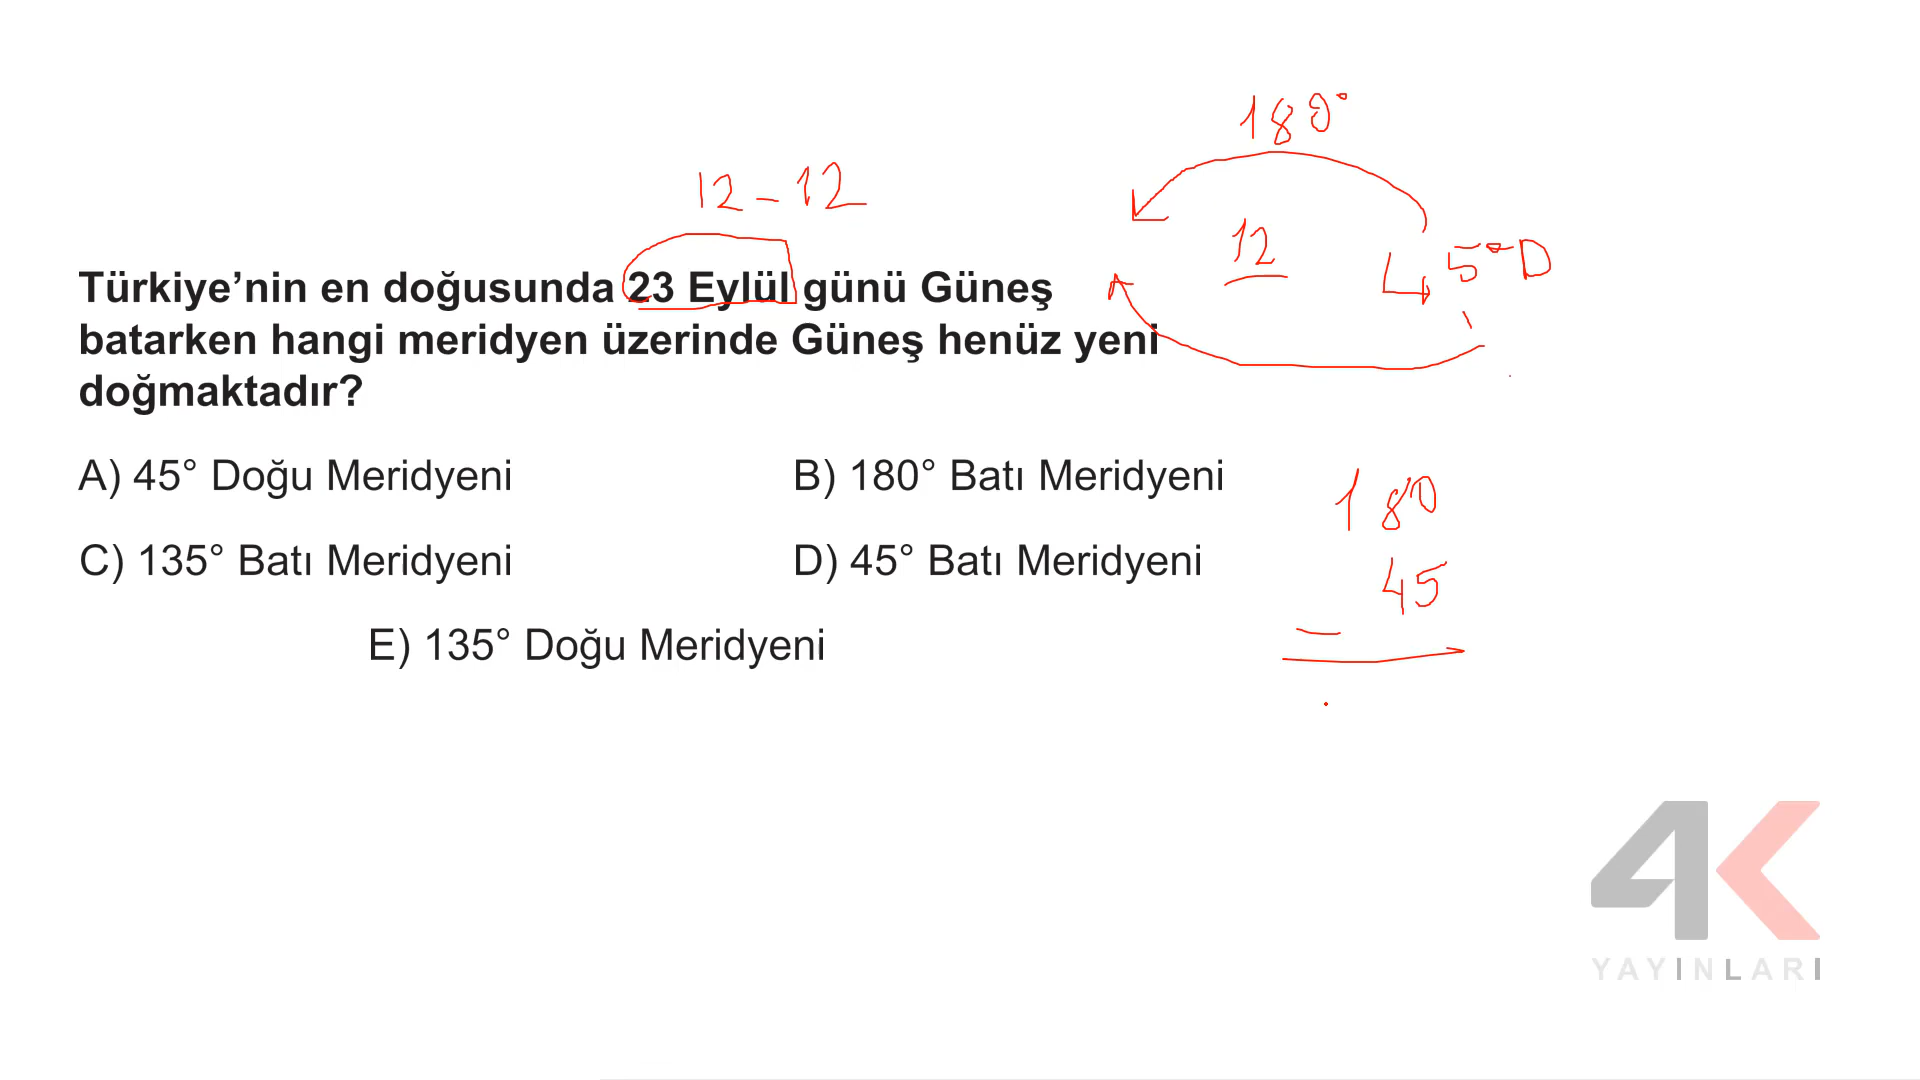 180°
12 - 12
12
45° D
Türkiye’nin en doğusunda 23 Eylül günü Güneş
batarken hangi meridyen üzerinde Güneş henüz yeni
doğmaktadır?
A) 45° Doğu Meridyeni
B) 180° Batı Meridyeni
C) 135° Batı Meridyeni
D) 45° Batı Meridyeni
E) 135° Doğu Meridyeni
180
45
4K
YAYINLARI